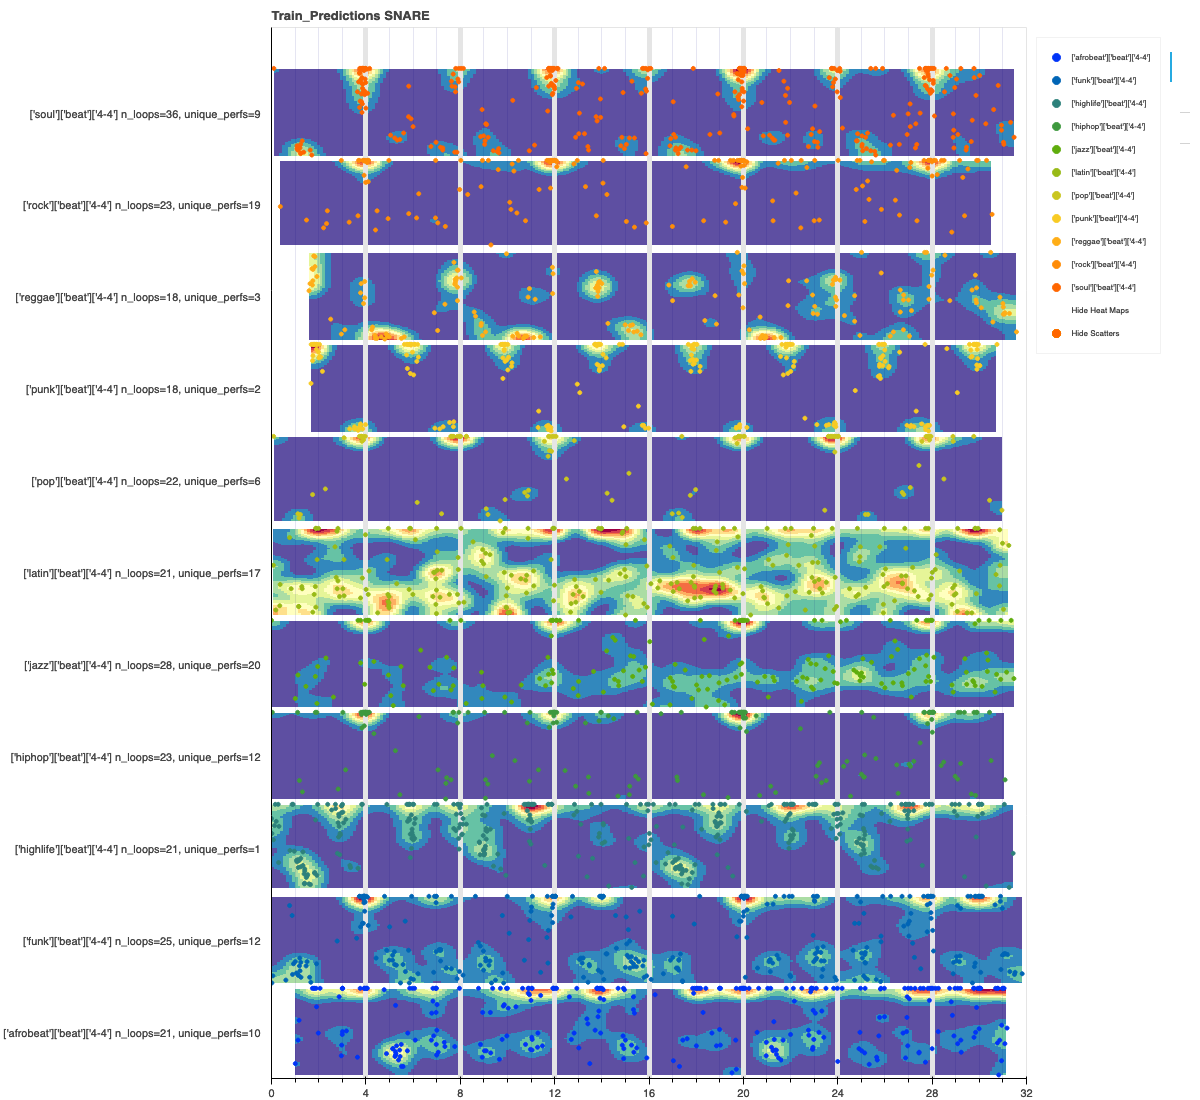 Train_Predictions SNARE
['soul']['beat']['4-4'] n_loops=36, unique_perfs=9
['rock']['beat']['4-4'] n_loops=23, unique_perfs=19
['reggae']['beat']['4-4'] n_loops=18, unique_perfs=3
['punk']['beat']['4-4'] n_loops=18, unique_perfs=2
['pop']['beat']['4-4'] n_loops=22, unique_perfs=6
['latin']['beat']['4-4'] n_loops=21, unique_perfs=17
['jazz']['beat']['4-4'] n_loops=28, unique_perfs=20
['hiphop']['beat']['4-4'] n_loops=23, unique_perfs=12
['highlife']['beat']['4-4'] n_loops=21, unique_perfs=1
['funk']['beat']['4-4'] n_loops=25, unique_perfs=12
['afrobeat']['beat']['4-4'] n_loops=21, unique_perfs=10
0 4 8 12 16 20 24 28 32
['afrobeat']['beat']['4-4']
['funk']['beat']['4-4']
['highlife']['beat']['4-4']
['hiphop']['beat']['4-4']
['jazz']['beat']['4-4']
['latin']['beat']['4-4']
['pop']['beat']['4-4']
['punk']['beat']['4-4']
['reggae']['beat']['4-4']
['rock']['beat']['4-4']
['soul']['beat']['4-4']
Hide Heat Maps
Hide Scatters